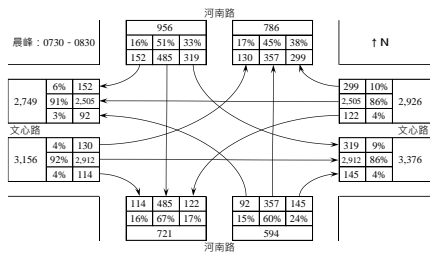 河南路
晨峰：0730 - 0830
956
16% 51% 33%
152 485 319
786
17% 45% 38%
130 357 299
↑N
2,749
6% 152
91% 2,505
3% 92
299 10%
2,505 86%
122 4%
2,926
文心路
文心路
3,156
4% 130
92% 2,912
4% 114
319 9%
2,912 86%
145 4%
3,376
114 485 122
16% 67% 17%
721
92 357 145
15% 60% 24%
594
河南路